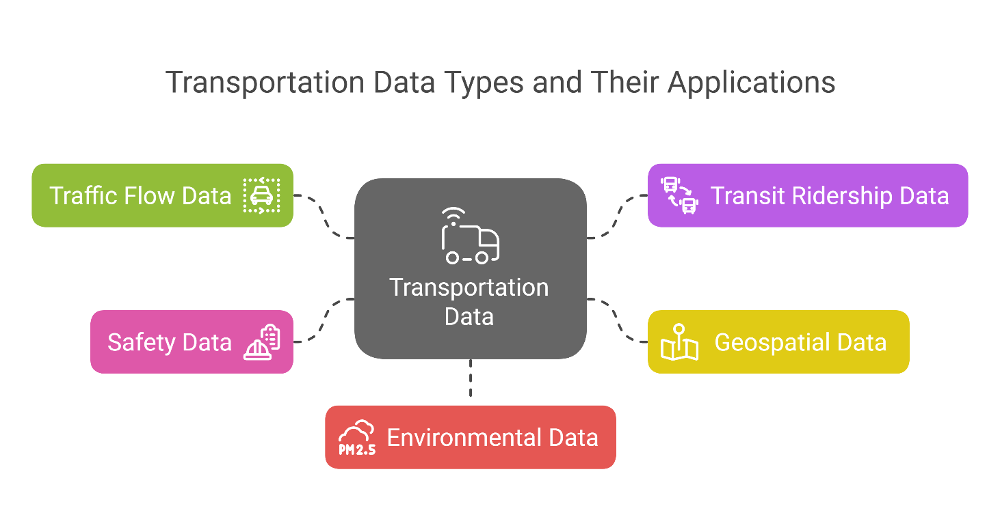 Transportation Data Types and Their Applications
Traffic Flow Data
Transit Ridership Data
Transportation
Data
Safety Data
Geospatial Data
PM2.5
Environmental Data